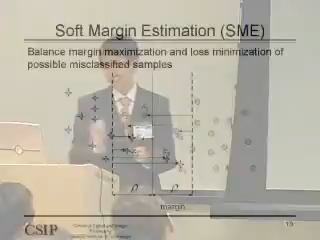 Soft Margin Estimation (SME)
Balance margin maximization and loss minimization of
possible misclassified samples
ρ ρ
margin
CSIP